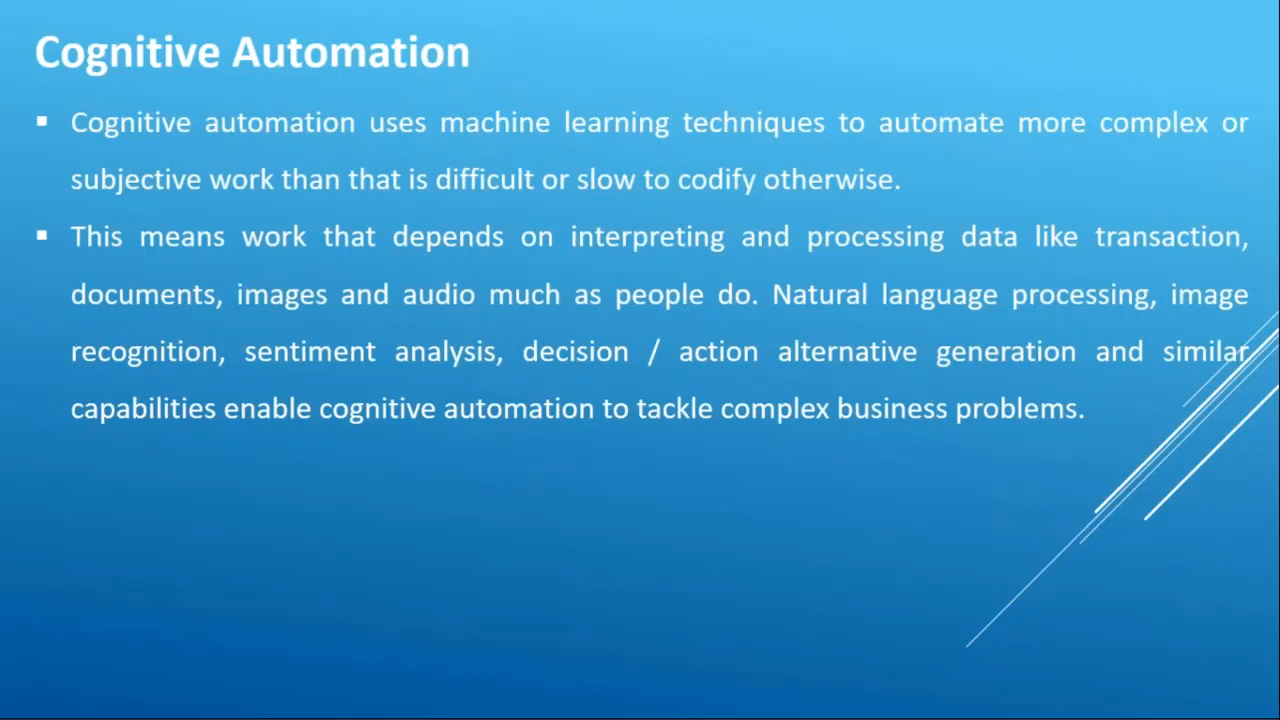 Cognitive Automation
▪ Cognitive automation uses machine learning techniques to automate more complex or
subjective work than that is difficult or slow to codify otherwise.
▪ This means work that depends on interpreting and processing data like transaction,
documents, images and audio much as people do. Natural language processing, image
recognition, sentiment analysis, decision / action alternative generation and similar
capabilities enable cognitive automation to tackle complex business problems.